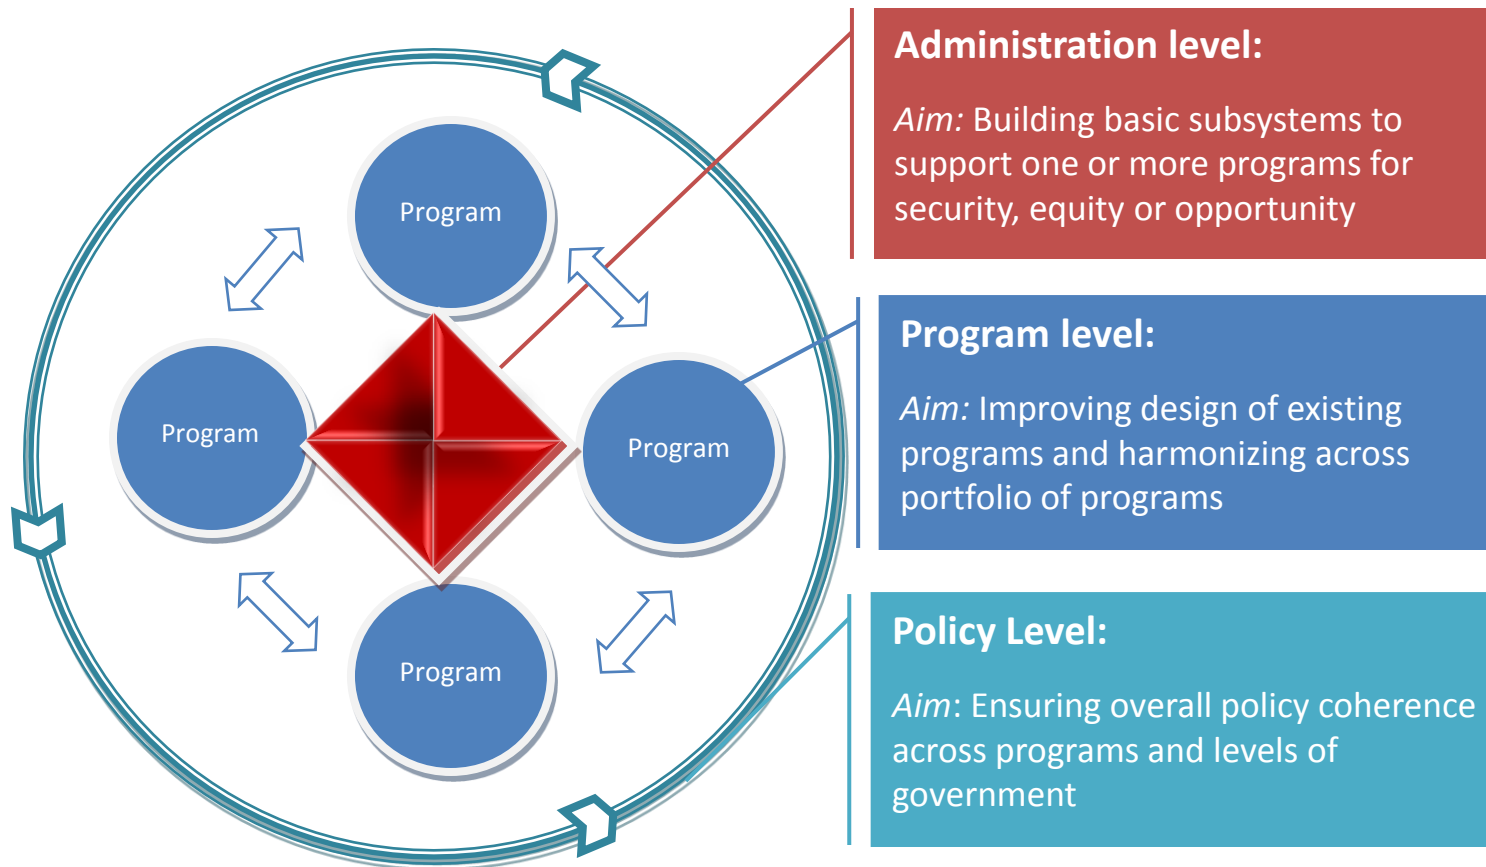 Administration level:
Aim: Building basic subsystems to
support one or more programs for
security, equity or opportunity
Program
Program level:
Aim: Improving design of existing
programs and harmonizing across
portfolio of programs
Program
Program
Program
Policy Level:
Aim: Ensuring overall policy coherence
across programs and levels of
government